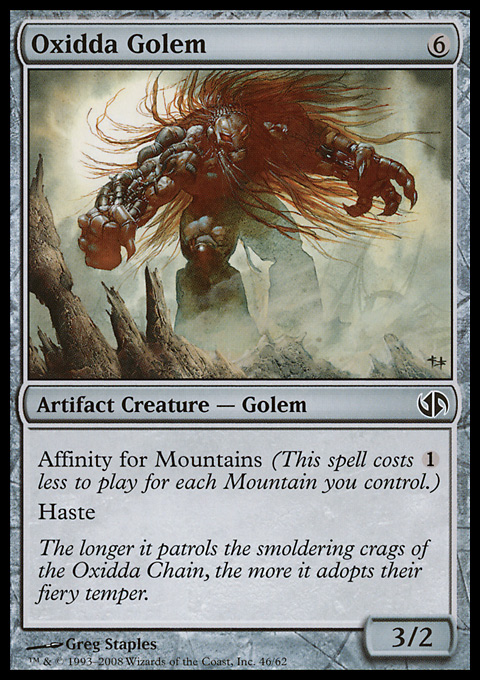 Oxidda Golem 6
Artifact Creature — Golem
Affinity for Mountains (This spell costs 1
less to play for each Mountain you control.)
Haste
The longer it patrols the smoldering crags of
the Oxidda Chain, the more it adopts their
fiery temper.
Greg Staples
3/2
™ & © 1993–2008 Wizards of the Coast, Inc. 46/62